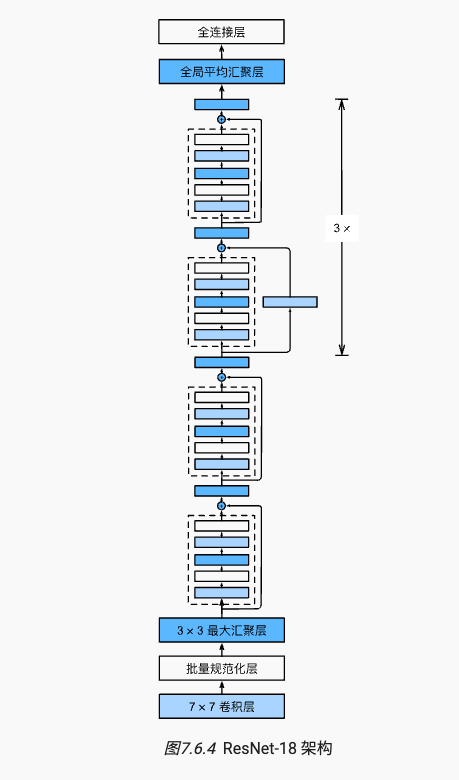 全连接层
全局平均汇聚层
3 ×
3 × 3 最大汇聚层
批量规范化层
7 × 7 卷积层
图7.6.4 ResNet-18 架构